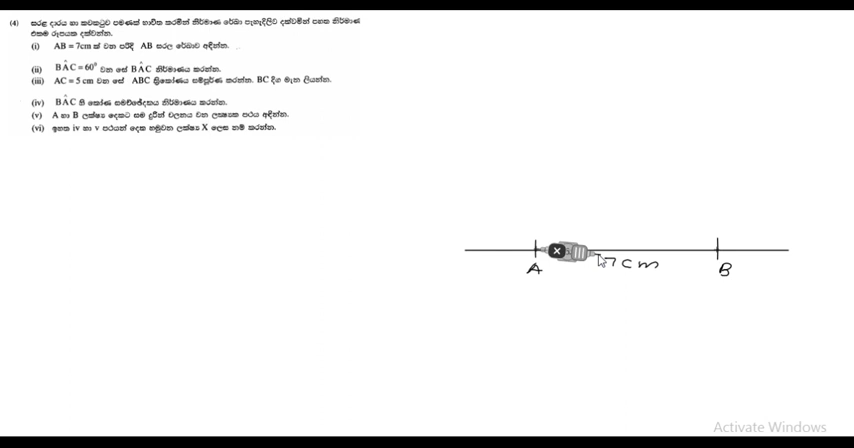 (4) සරල දාරය හා කවකටුව පමණක් භාවිත කරමින් නිර්මාණ රේඛා පැහැදිලිව දක්වමින් පහත නිර්මාණ
එකම රූපයක දක්වන්න.
(i) AB = 7cm ක් වන පරිදි AB සරල රේඛාව අඳින්න.
(ii) BÂC = 60° වන සේ BÂC නිර්මාණය කරන්න.
(iii) AC = 5 cm වන සේ ABC ත්‍රිකෝණය සම්පූර්ණ කරන්න. BC දිග මැන ලියන්න.
(iv) BÂC හි කෝණ සමච්ඡේදකය නිර්මාණය කරන්න.
(v) A හා B ලක්ෂ්‍ය දෙකට සම දුරින් චලනය වන ලක්ෂ්‍යයක පථය අඳින්න.
(vi) ඉහත iv හා v පථයන් දෙක හමුවන ලක්ෂ්‍ය X ලෙස නම් කරන්න.
7cm
A B
Activate Windows